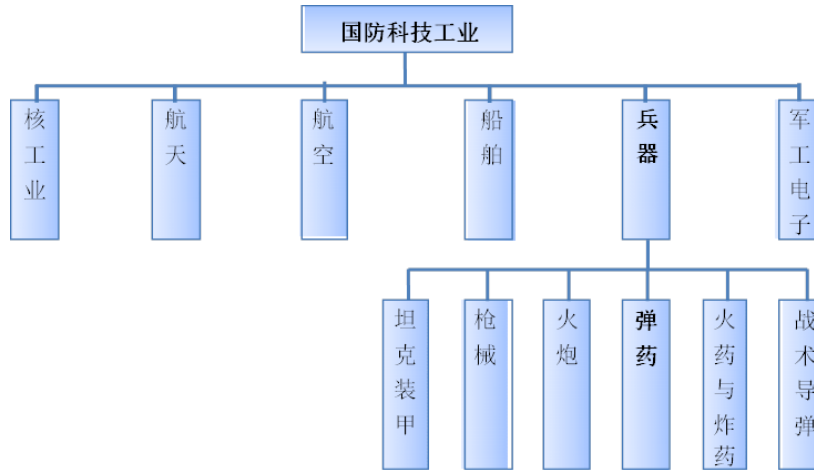 国防科技工业
核工业
航天
航空
船舶
兵器
军工电子
坦克装甲
枪械
火炮
弹药
火药与炸药
战术导弹